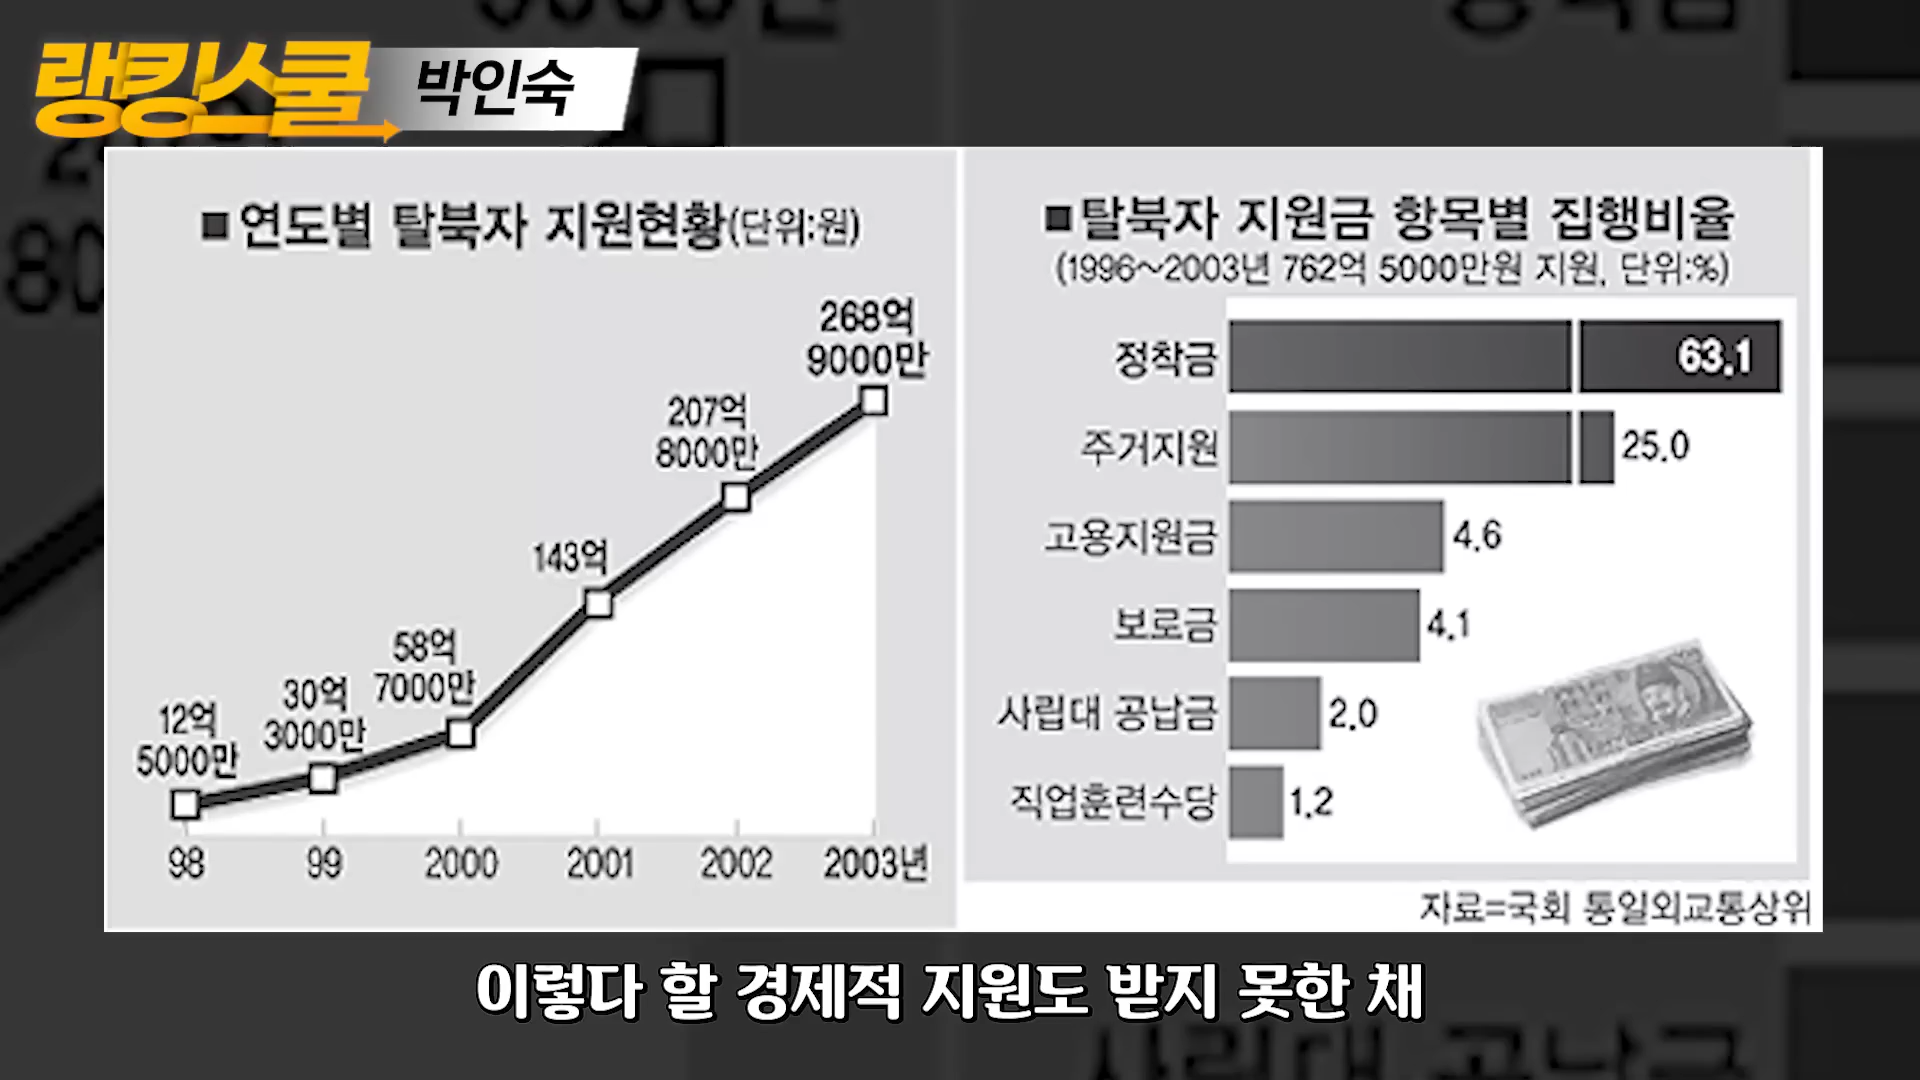 랭킹스쿨
박인숙
■연도별 탈북자 지원현황(단위:원)
268억
9000만
207억
8000만
143억
58억
7000만
30억
3000만
12억
5000만
98 99 2000 2001 2002 2003년
■탈북자 지원금 항목별 집행비율
(1996~2003년 762억 5000만원 지원, 단위:%)
정착금 63.1
주거지원 25.0
고용지원금 4.6
보로금 4.1
사립대 공납금 2.0
직업훈련수당 1.2
자료=국회 통일외교통상위
이렇다 할 경제적 지원도 받지 못한 채